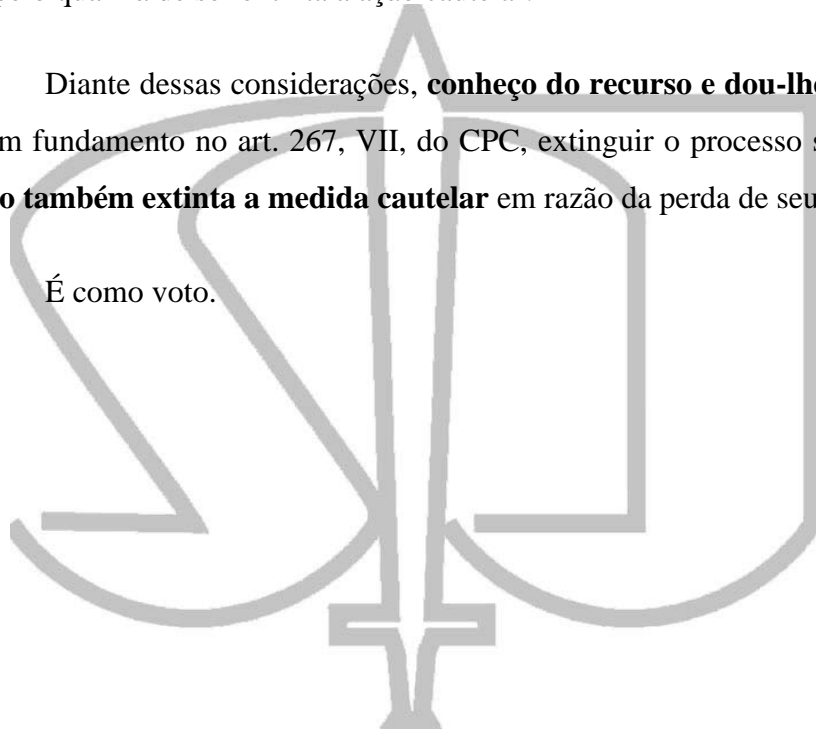 Diante dessas considerações, conheço do recurso e dou-lhe
fundamento no art. 267, VII, do CPC, extinguir o processo
também extinta a medida cautelar em razão da perda de seu
É como voto.